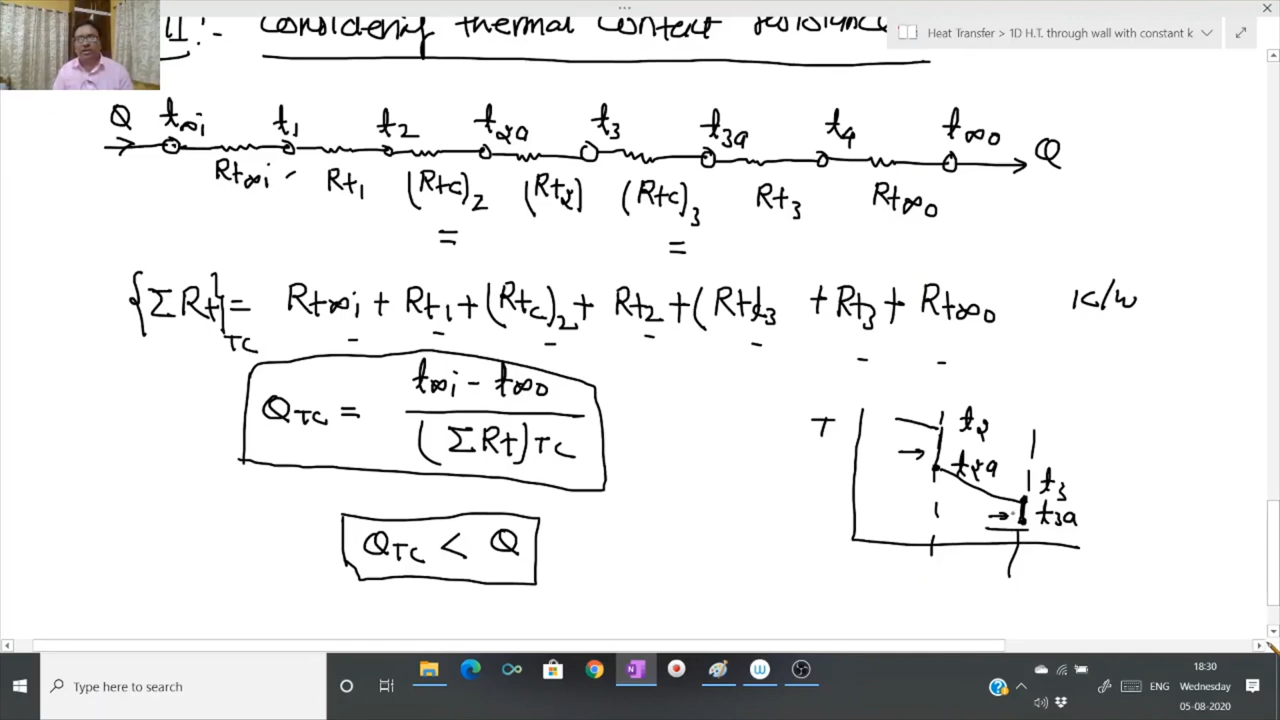 II :- Considering thermal contact resistance
Heat Transfer > 1D H.T. through wall with constant k
Q t∞i t1 t2 t2a t3 t3a t4 t∞o Q
Rt∞i Rt1 (Rtc)2 (Rt2) (Rtc)3 Rt3 Rt∞o
{ΣRt}TC = Rt∞i + Rt1 + (Rtc)2 + Rt2 + (Rtc)3 + Rt3 + Rt∞o K/W
QTC = t∞i - t∞o
(ΣRt)TC
T
t2
t2a
t3
t3a
QTC < Q
Type here to search
ENG
18:30
Wednesday
05-08-2020